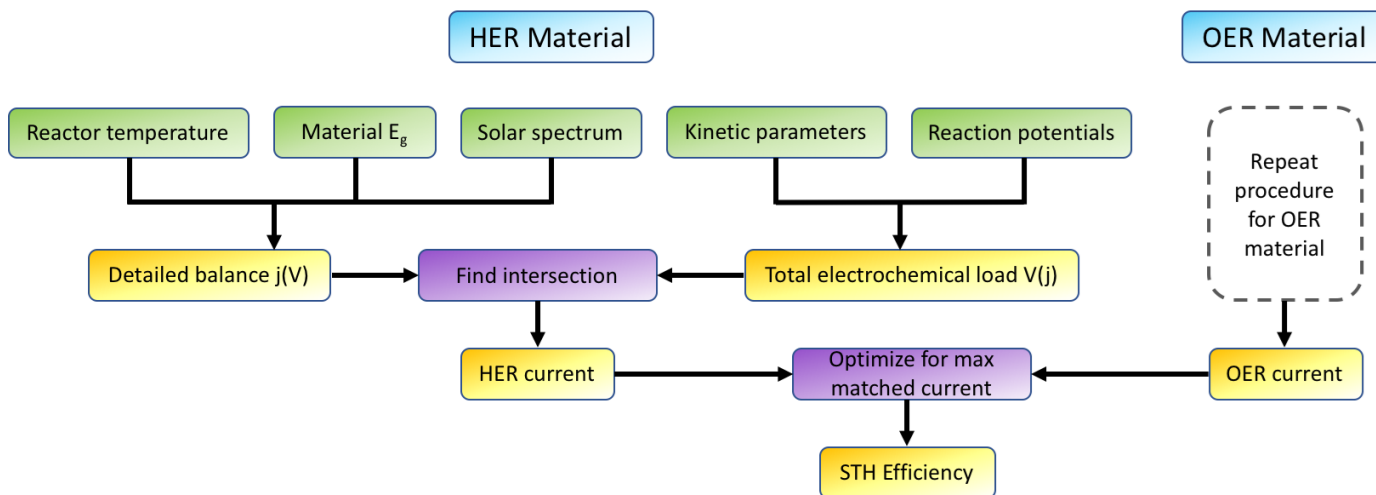 HER Material
OER Material
Reactor temperature
Material E₉
Solar spectrum
Kinetic parameters
Reaction potentials
Repeat
procedure
for OER
material
Detailed balance j(V)
Find intersection
Total electrochemical load V(j)
HER current
Optimize for max
matched current
OER current
STH Efficiency